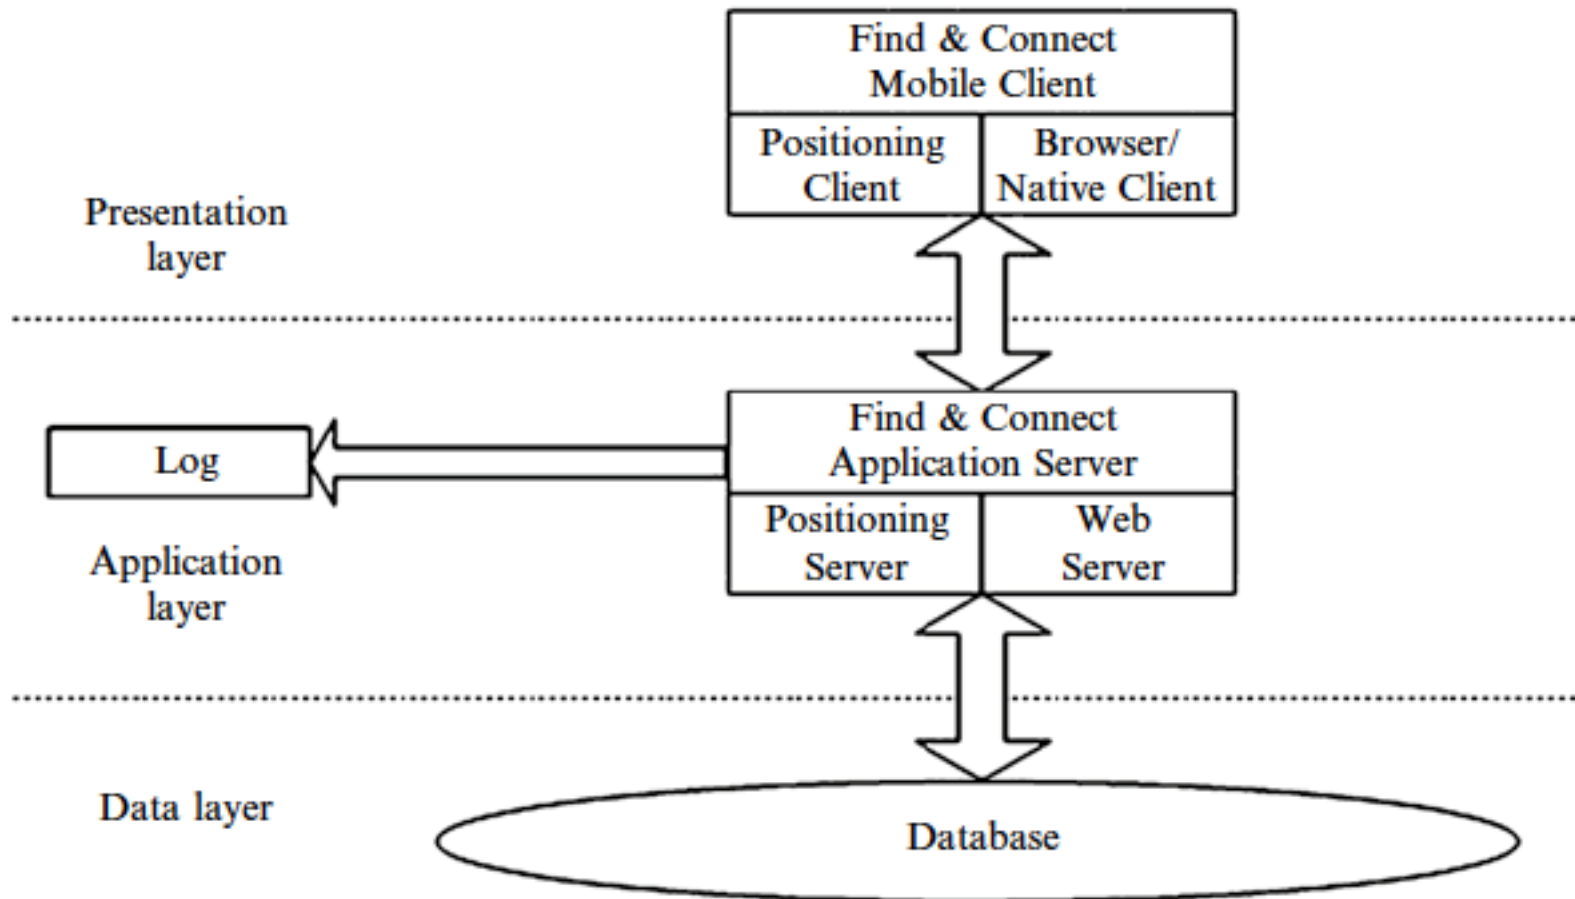 Find & Connect
Mobile Client
Positioning
Client
Browser/
Native Client
Presentation
layer
Find & Connect
Application Server
Log
Positioning
Server
Web
Server
Application
layer
Data layer
Database